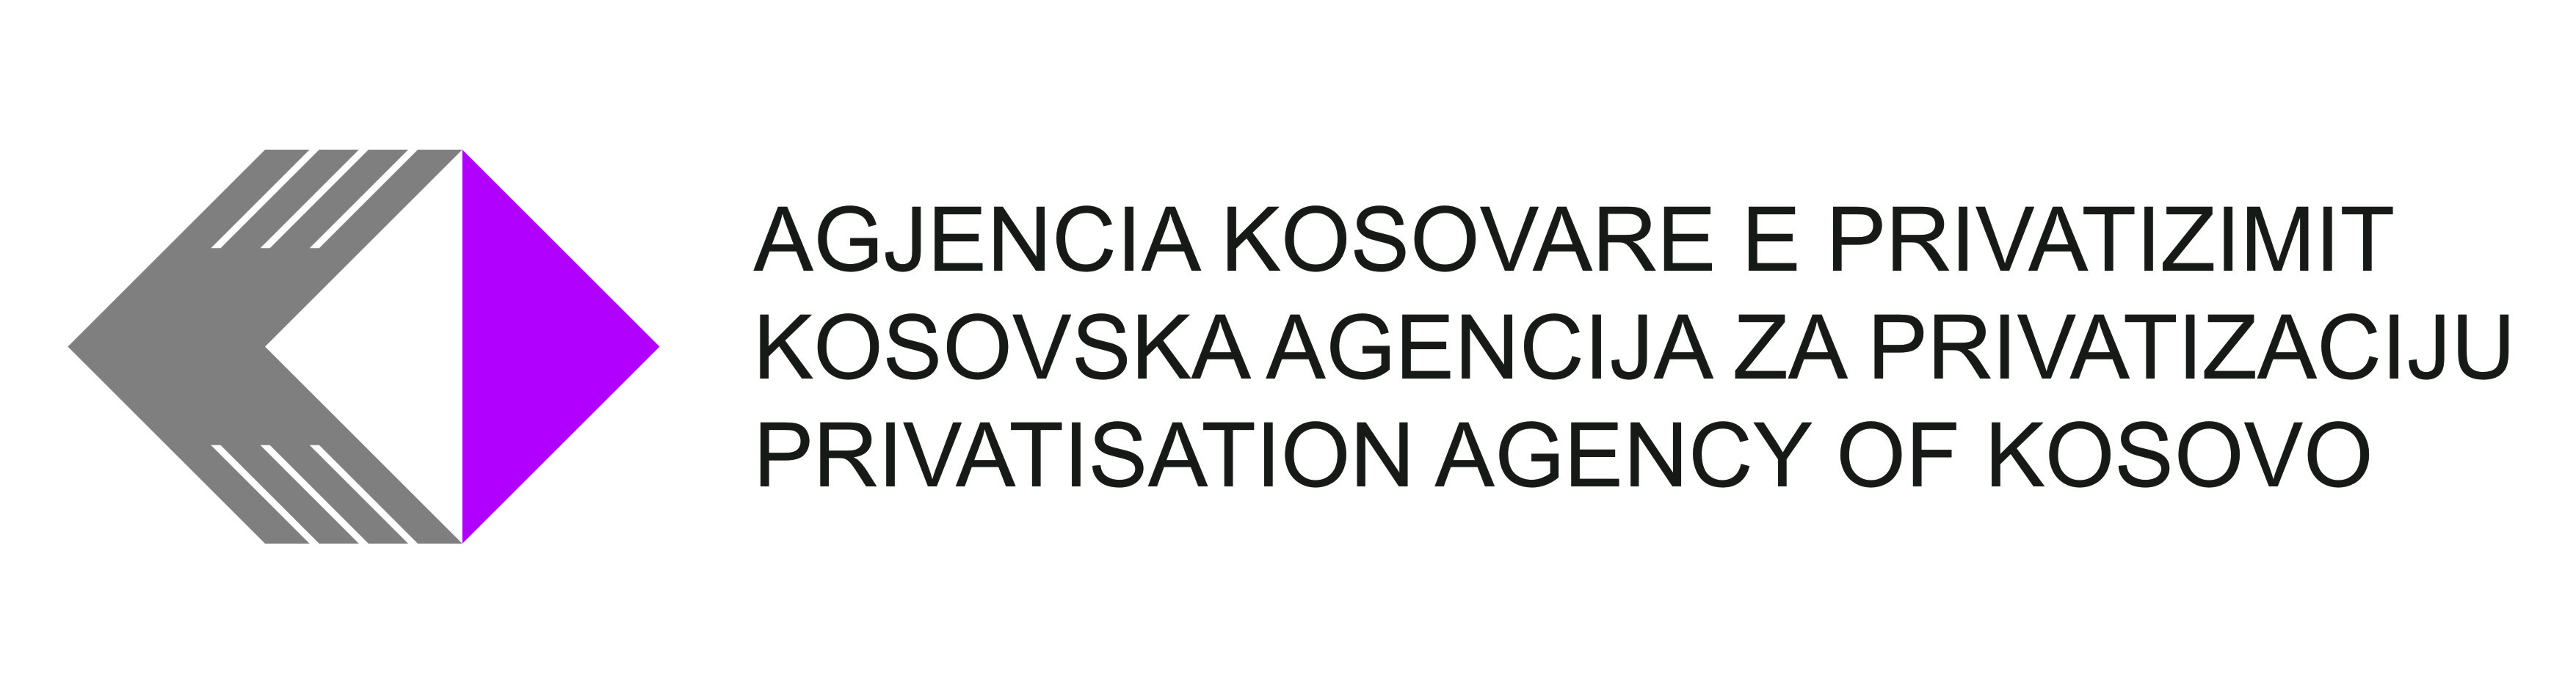 AGJENCIA KOSOVARE E PRIVATIZIMIT
KOSOVSKA AGENCIJA ZA PRIVATIZACIJU
PRIVATISATION AGENCY OF KOSOVO